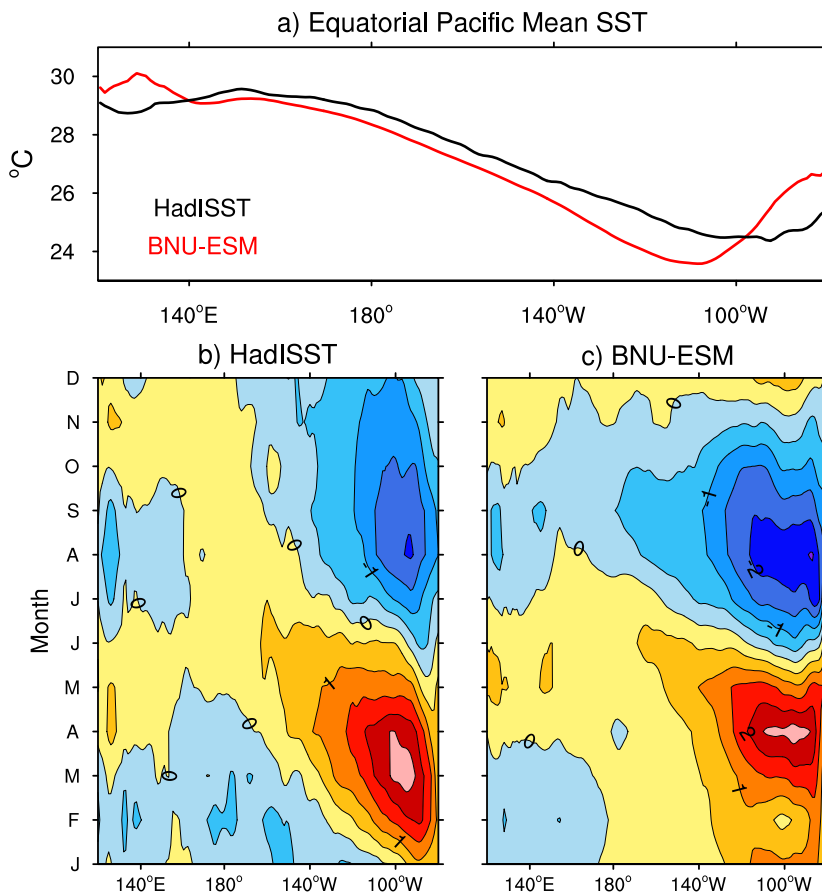 a) Equatorial Pacific Mean SST
30
28
26
24
°C
HadISST
BNU-ESM
140°E 180° 140°W 100°W
b) HadISST
c) BNU-ESM
Month
D
N
O
S
A
J
J
M
A
M
F
J
0
0
0
0
0
0
-1
1
-1
0
0
-1
-2
-1
2
0
1
140°E 180° 140°W 100°W
140°E 180° 140°W 100°W